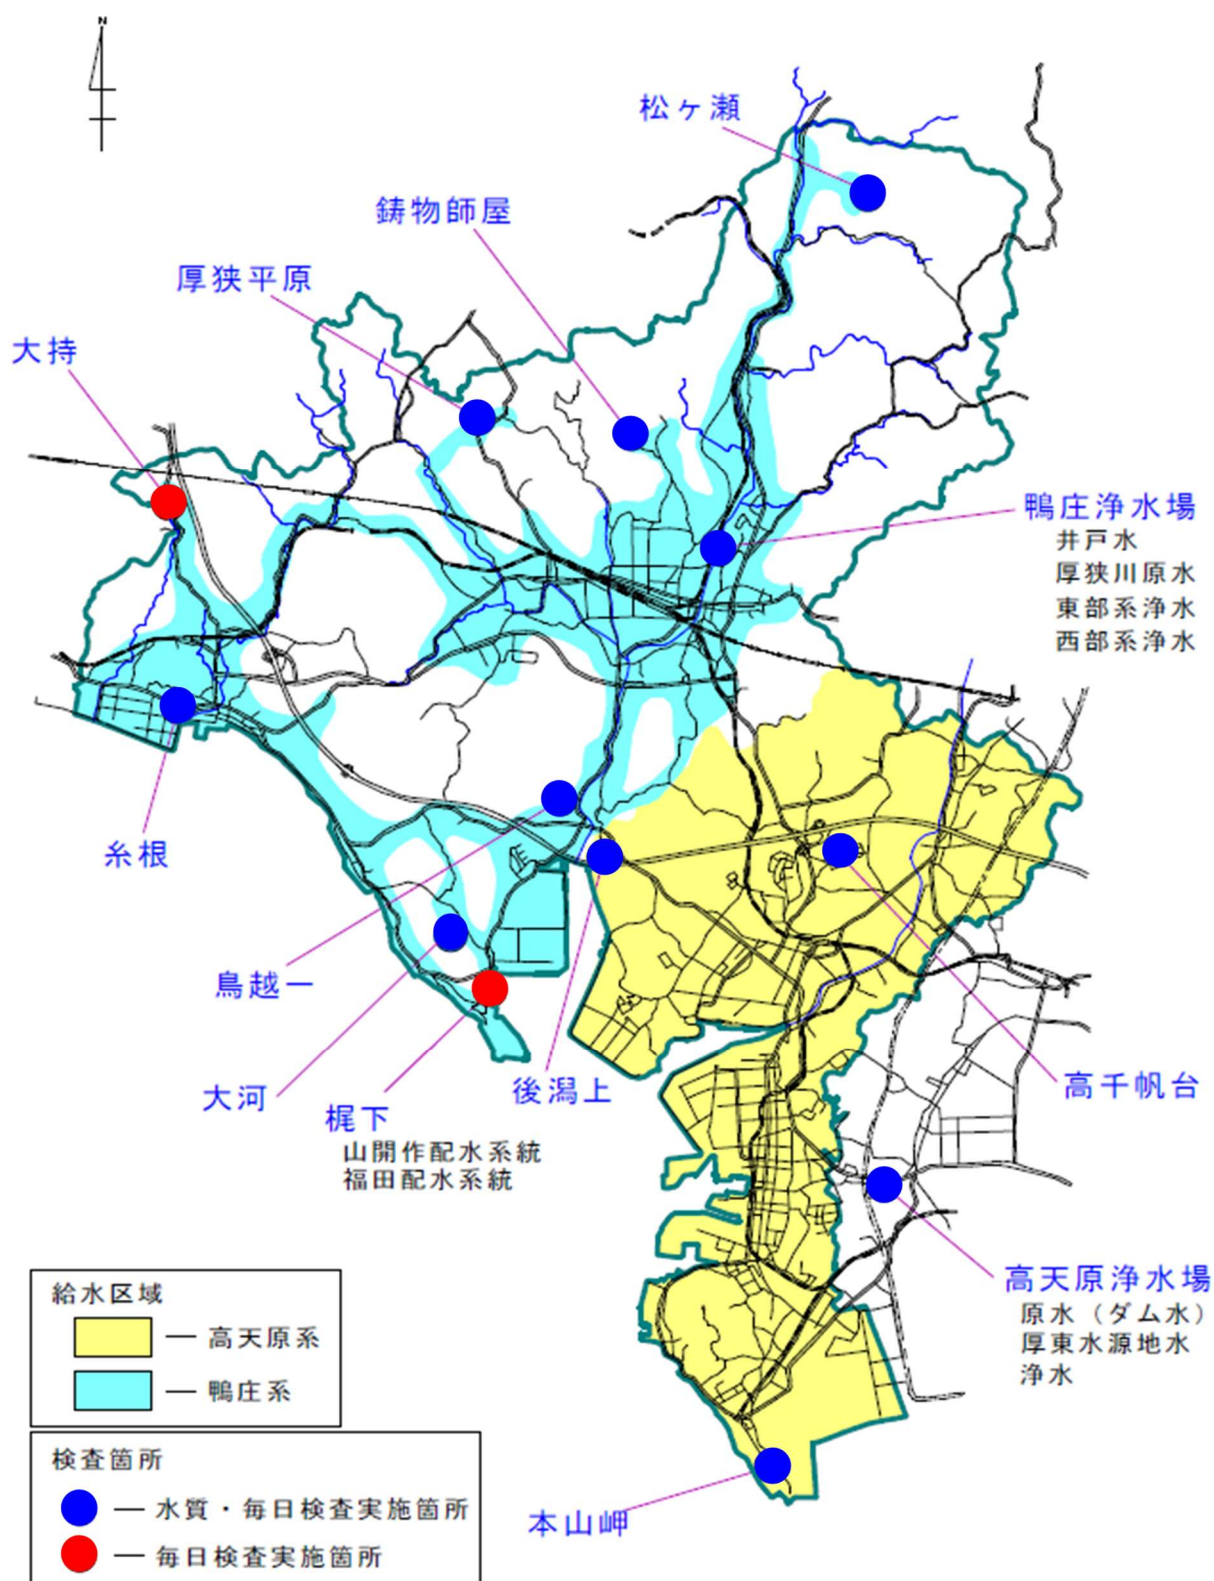 N
松ヶ瀬
鋳物師屋
厚狭平原
大持
鴨庄浄水場
井戸水
厚狭川原水
東部系浄水
西部系浄水
糸根
鳥越一
大河
梶下
山開作配水系統
福田配水系統
後潟上
高千帆台
高天原浄水場
原水（ダム水）
厚東水源地水
浄水
本山岬
給水区域
― 高天原系
― 鴨庄系
検査箇所
― 水質・毎日検査実施箇所
― 毎日検査実施箇所